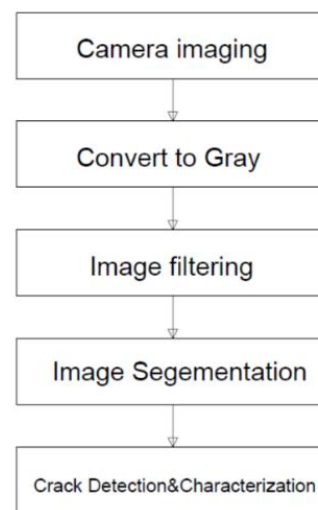 Camera imaging
Convert to Gray
Image filtering
Image Segementation
Crack Detection&Characterization